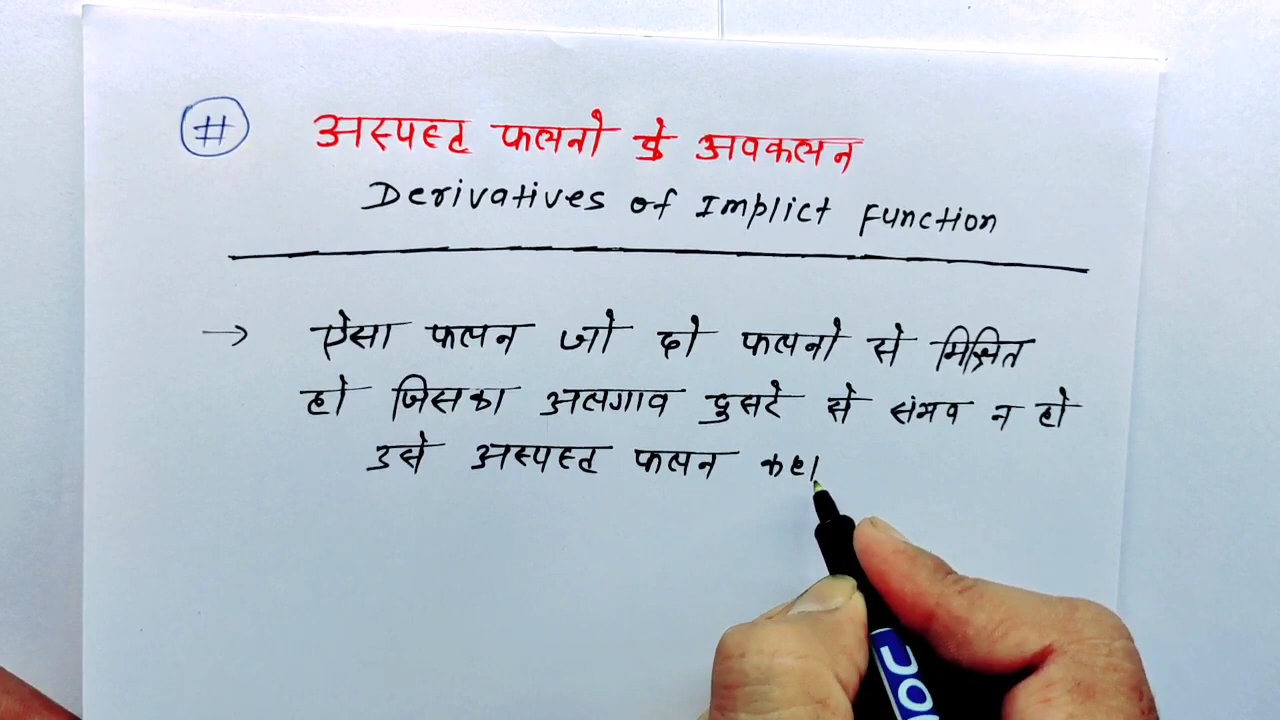 #
अस्पष्ट फलनो के अवकलन
Derivatives of Implict Function
→ ऐसा फलन जो दो फलनो से मिश्रित
हो जिसका अलगाव दुसरे से संभव न हो
उसे अस्पष्ट फलन कहा